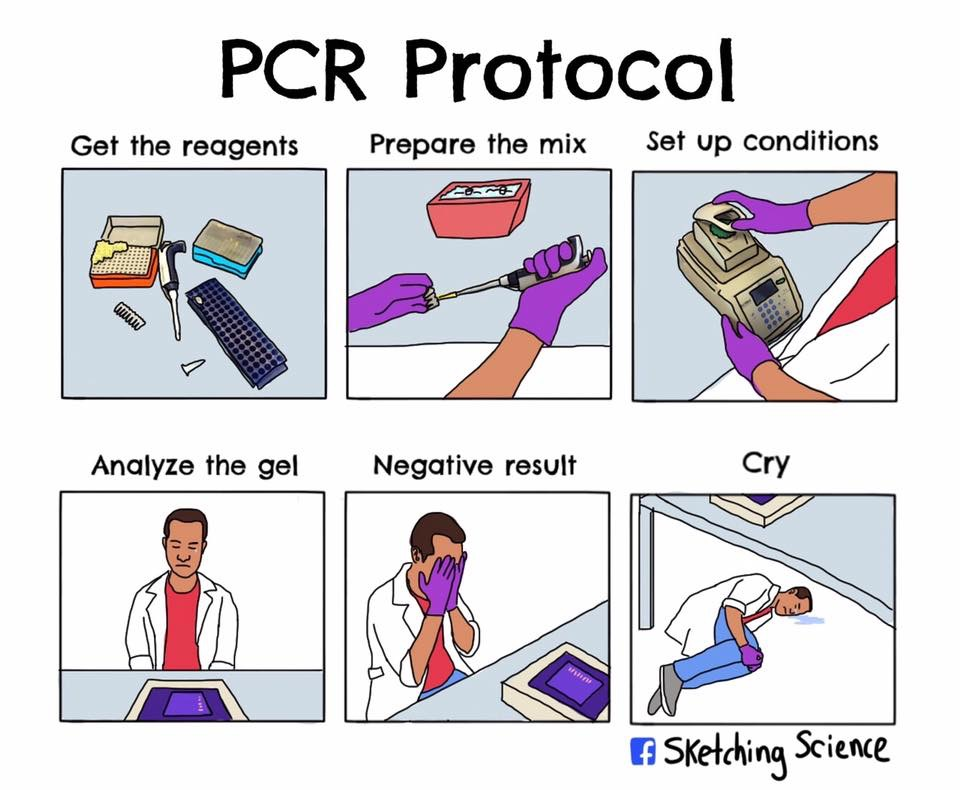 PCR Protocol
Get the reagents
Prepare the mix
Set up conditions
Analyze the gel
Negative result
Cry
f Sketching Science